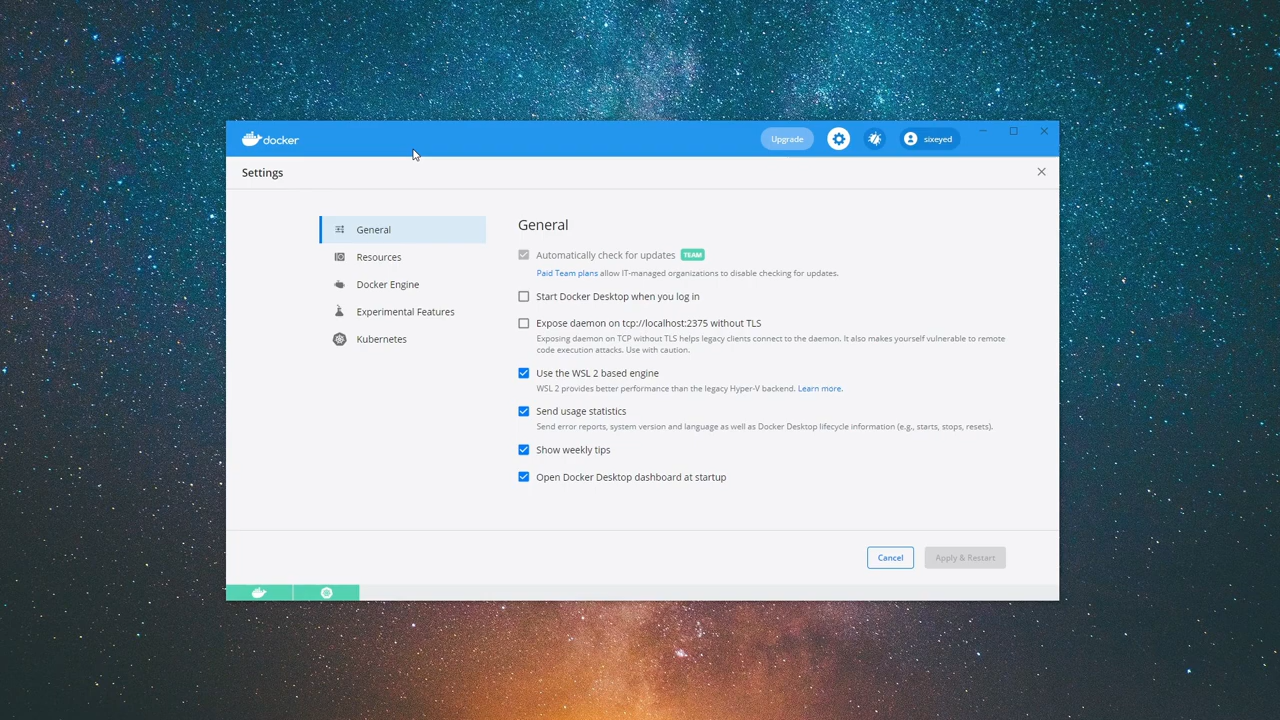 docker
Upgrade
sixeyed
Settings
General
Resources
Docker Engine
Experimental Features
Kubernetes
General
Automatically check for updates TEAM
Paid Team plans allow IT-managed organizations to disable checking for updates.
Start Docker Desktop when you log in
Expose daemon on tcp://localhost:2375 without TLS
Exposing daemon on TCP without TLS helps legacy clients connect to the daemon. It also makes yourself vulnerable to remote
code execution attacks. Use with caution.
Use the WSL 2 based engine
WSL 2 provides better performance than the legacy Hyper-V backend. Learn more.
Send usage statistics
Send error reports, system version and language as well as Docker Desktop lifecycle information (e.g., starts, stops, resets).
Show weekly tips
Open Docker Desktop dashboard at startup
Cancel
Apply & Restart